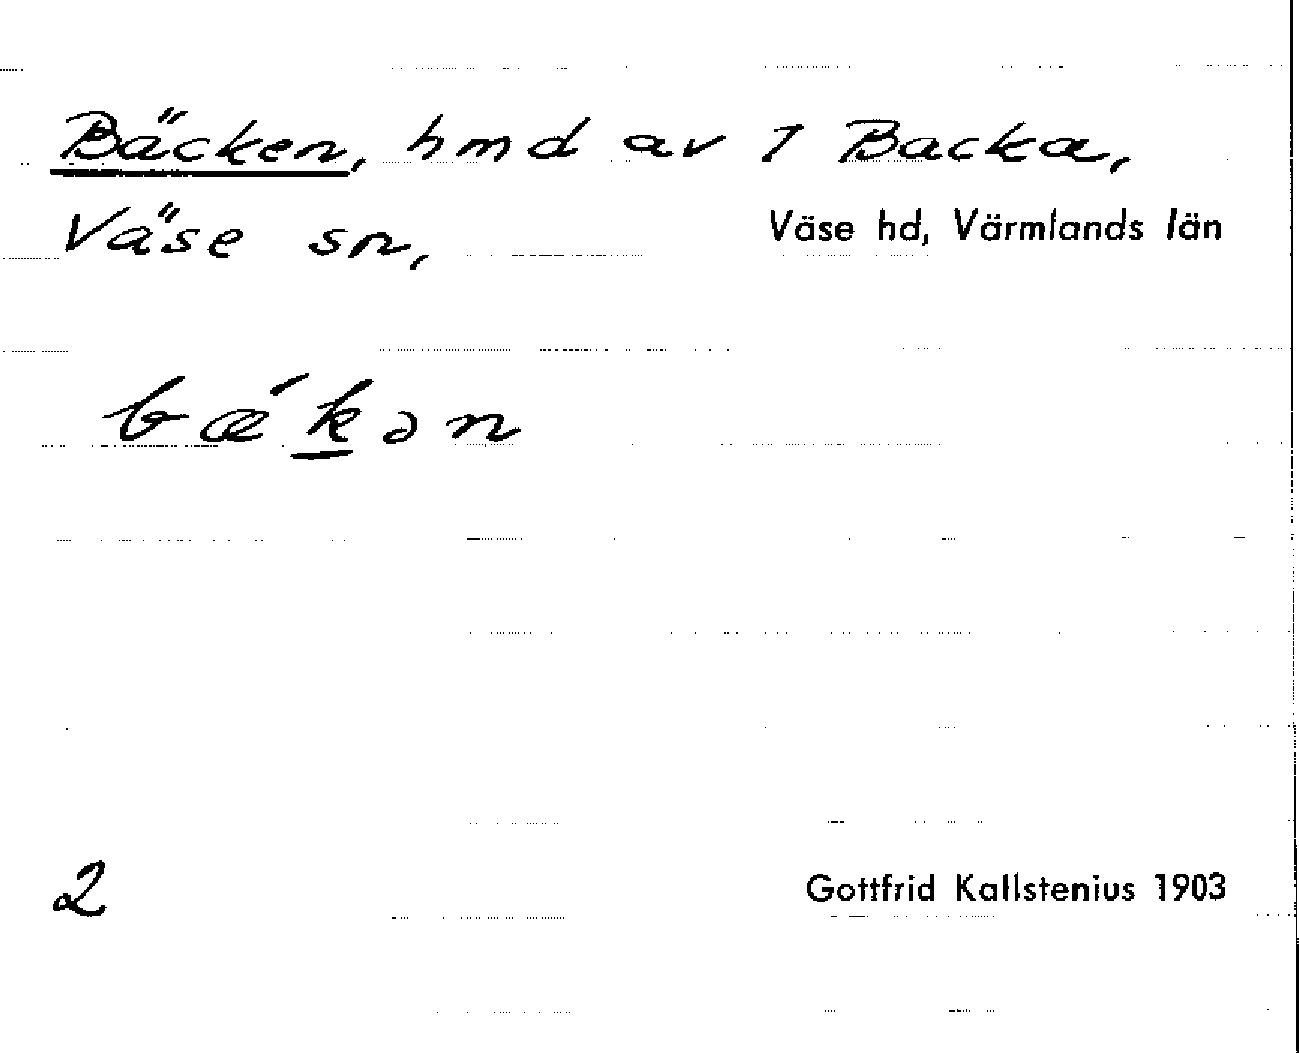 Bäcken, hmd av 1 Backa,
Väse sn, Väse hd, Värmlands län
bǽkən
2 Gottfrid Kallstenius 1903